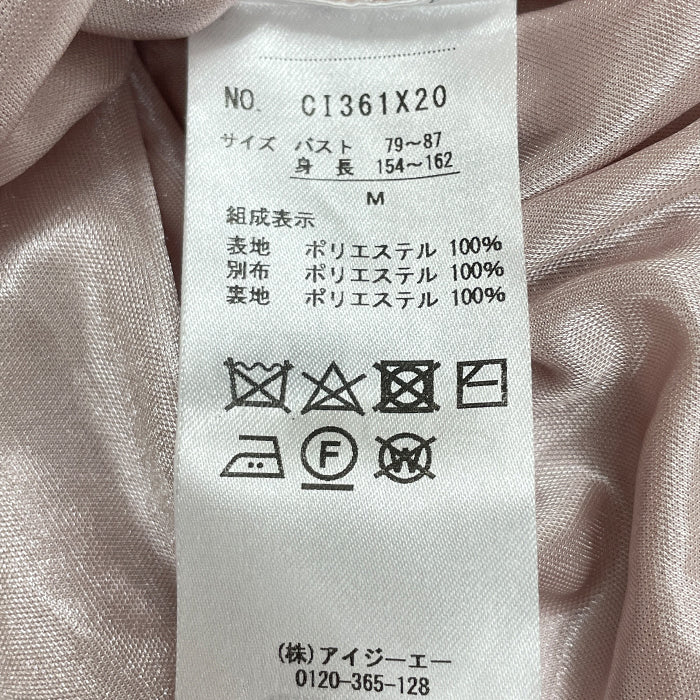 NO. CI361X20
サイズ バスト 79～87
身長 154～162
M
組成表示
表地 ポリエステル 100%
別布 ポリエステル 100%
裏地 ポリエステル 100%
F W
(株)アイジーエー
0120-365-128